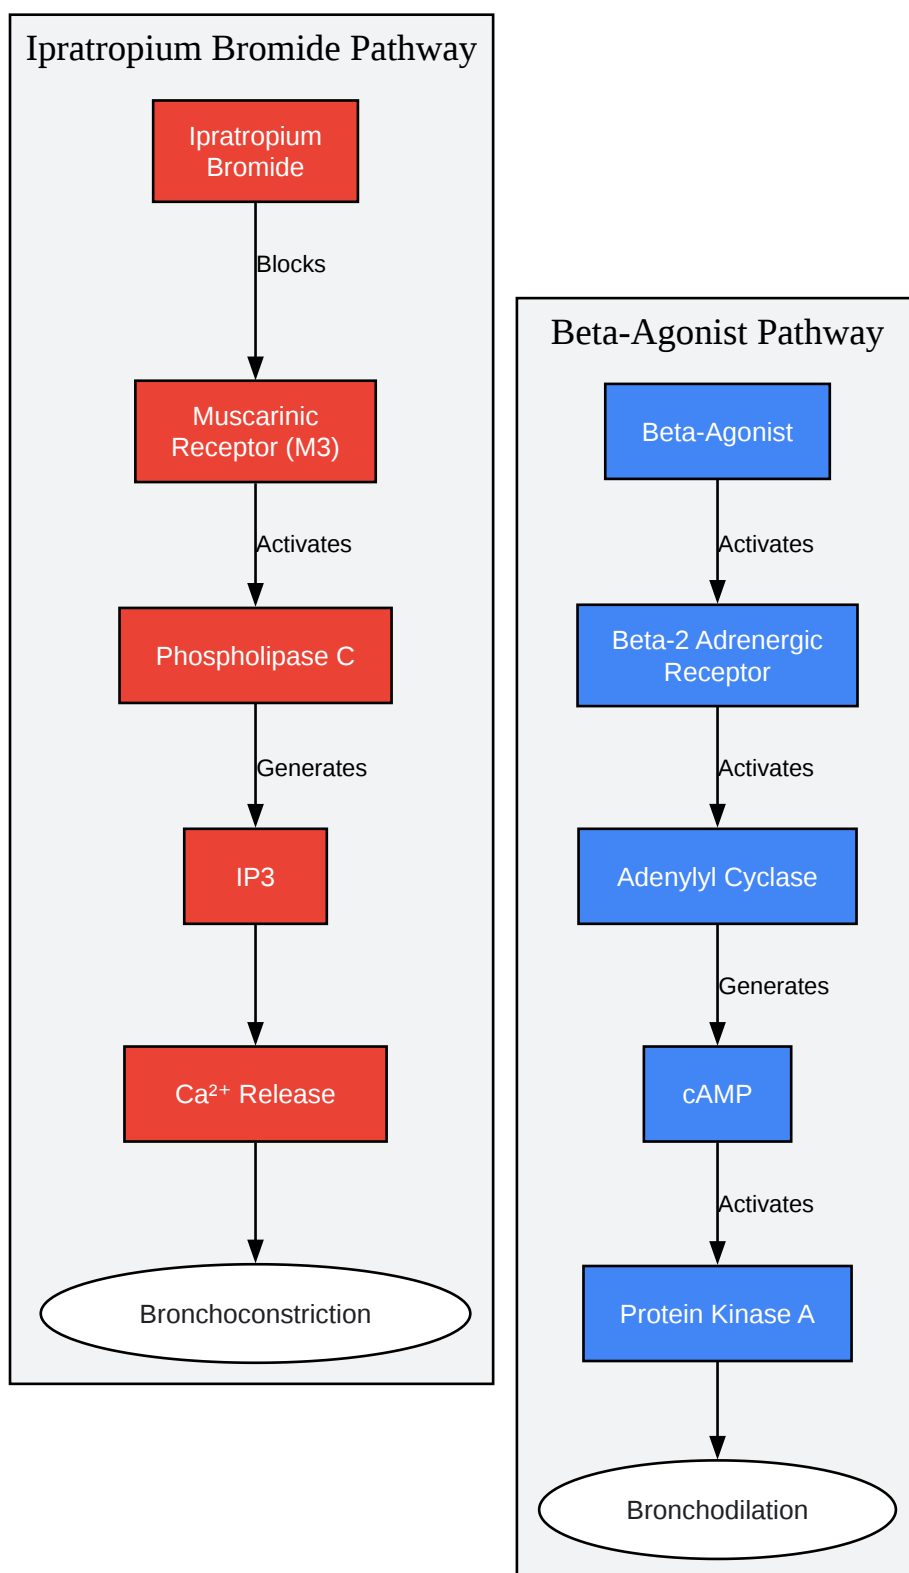 Ipratropium Bromide Pathway
Ipratropium
Bromide
Blocks
Muscarinic
Receptor (M3)
Activates
Phospholipase C
Generates
IP3
Ca²⁺ Release
Bronchoconstriction
Beta-Agonist Pathway
Beta-Agonist
Activates
Beta-2 Adrenergic
Receptor
Activates
Adenylyl Cyclase
Generates
cAMP
Activates
Protein Kinase A
Bronchodilation